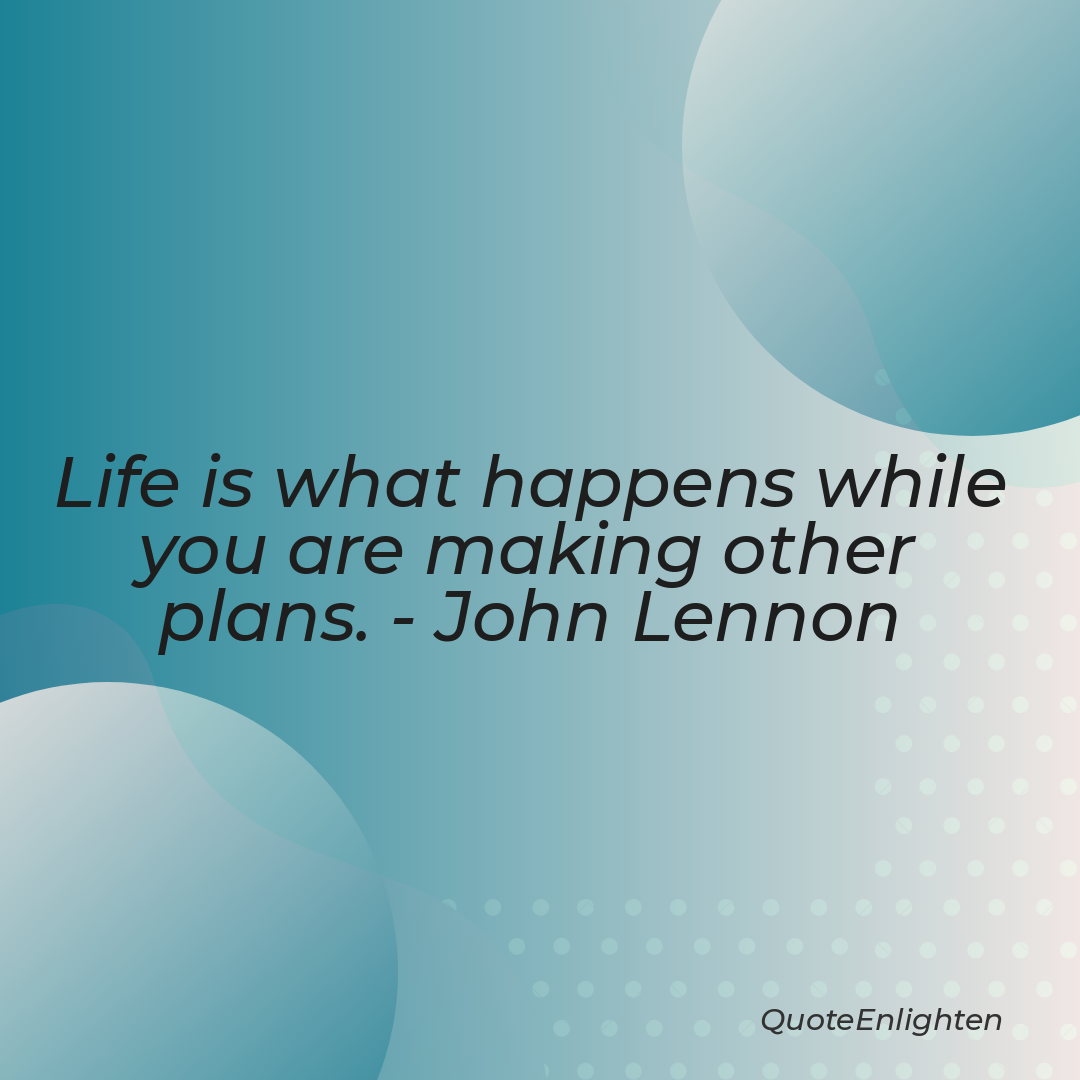 Life is what happens while
you are making other
plans. - John Lennon
QuoteEnlighten